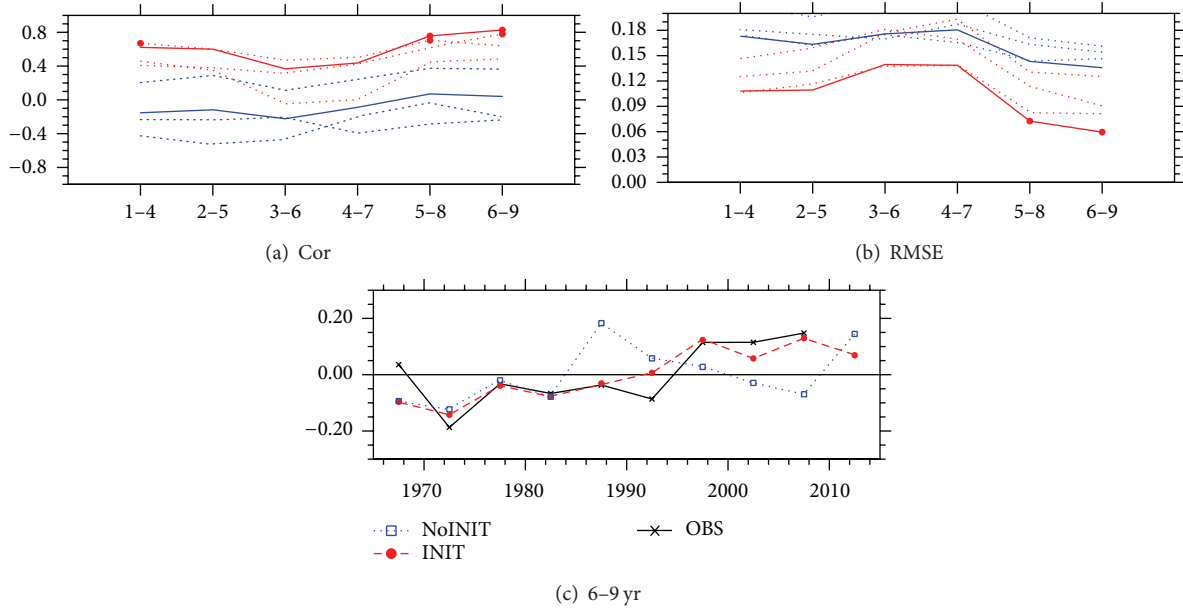 0.8
0.4
0.0
−0.4
−0.8
1–4 2–5 3–6 4–7 5–8 6–9
(a) Cor
0.18
0.15
0.12
0.09
0.06
0.03
0.00
1–4 2–5 3–6 4–7 5–8 6–9
(b) RMSE
0.20
0.00
−0.20
1970 1980 1990 2000 2010
NoINIT OBS
INIT
(c) 6–9 yr